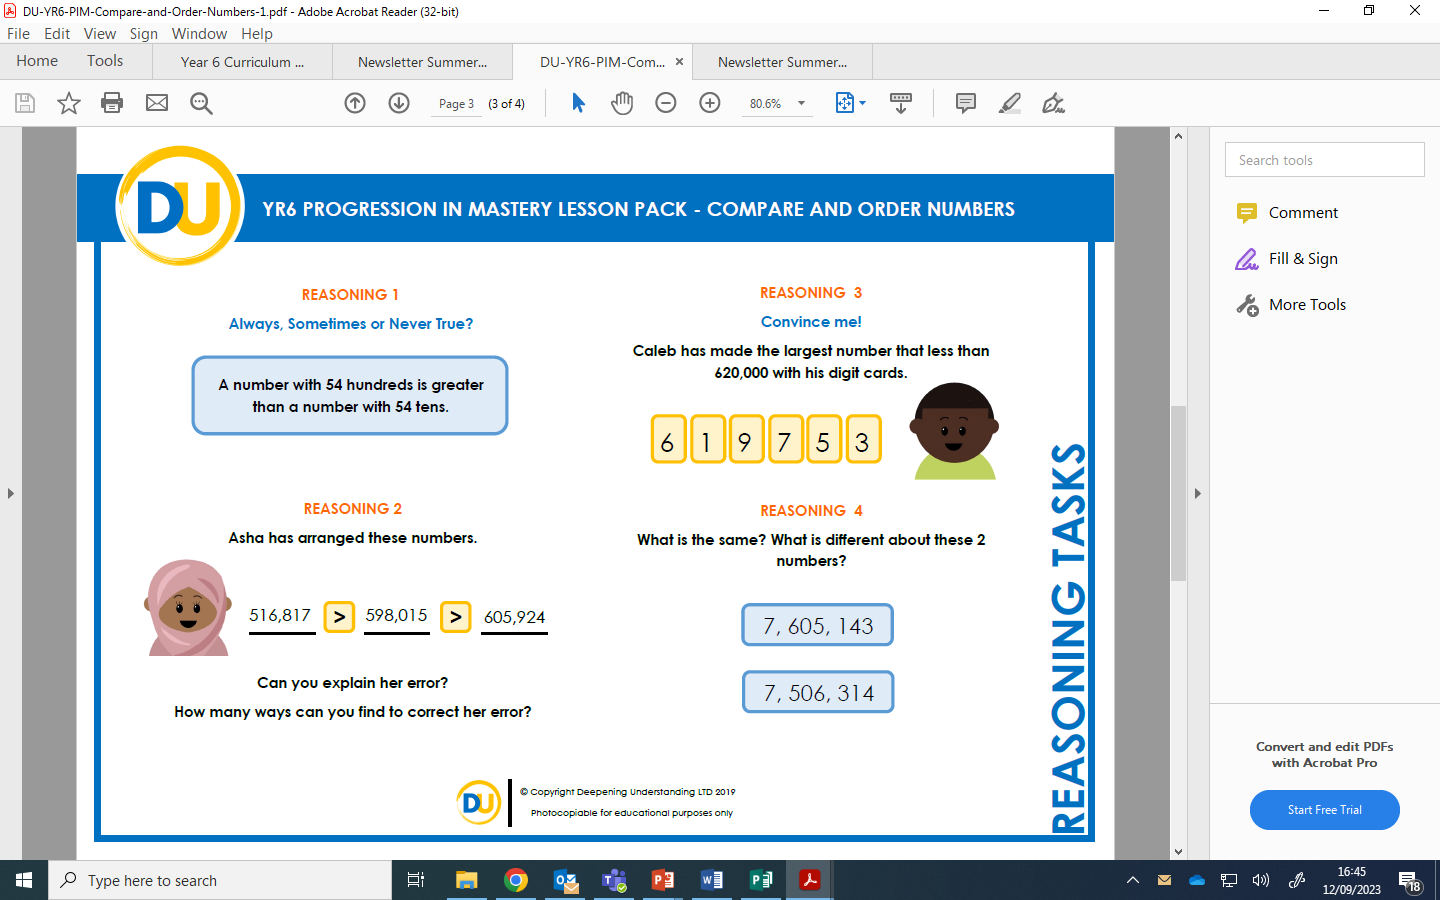 DU-YR6-PIM-Compare-and-Order-Numbers-1.pdf - Adobe Acrobat Reader (32-bit)
File Edit View Sign Window Help
Home Tools Year 6 Curriculum ... Newsletter Summer... DU-YR6-PIM-Com... × Newsletter Summer...
Page 3 (3 of 4) 80.6%
Search tools
Comment
Fill & Sign
More Tools
Convert and edit PDFs
with Acrobat Pro
Start Free Trial
DU
YR6 PROGRESSION IN MASTERY LESSON PACK - COMPARE AND ORDER NUMBERS
REASONING 1
Always, Sometimes or Never True?
A number with 54 hundreds is greater
than a number with 54 tens.
REASONING 2
Asha has arranged these numbers.
516,817 > 598,015 > 605,924
Can you explain her error?
How many ways can you find to correct her error?
REASONING 3
Convince me!
Caleb has made the largest number that less than
620,000 with his digit cards.
6 1 9 7 5 3
REASONING 4
What is the same? What is different about these 2
numbers?
7, 605, 143
7, 506, 314
REASONING TASKS
DU
© Copyright Deepening Understanding LTD 2019
Photocopiable for educational purposes only
Type here to search
16:45
12/09/2023
18